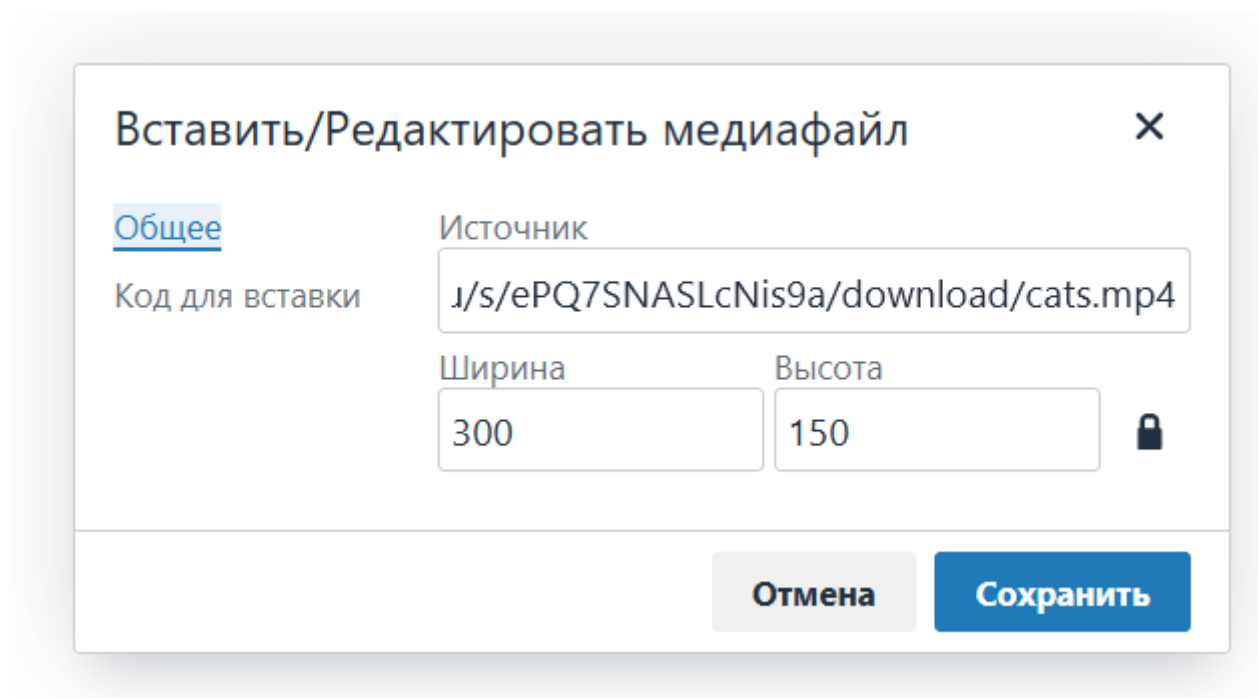 Вставить/Редактировать медиафайл
Общее
Код для вставки
Источник
/s/ePQ7SNASLcNis9a/download/cats.mp4
Ширина
Высота
300
150
Отмена
Сохранить